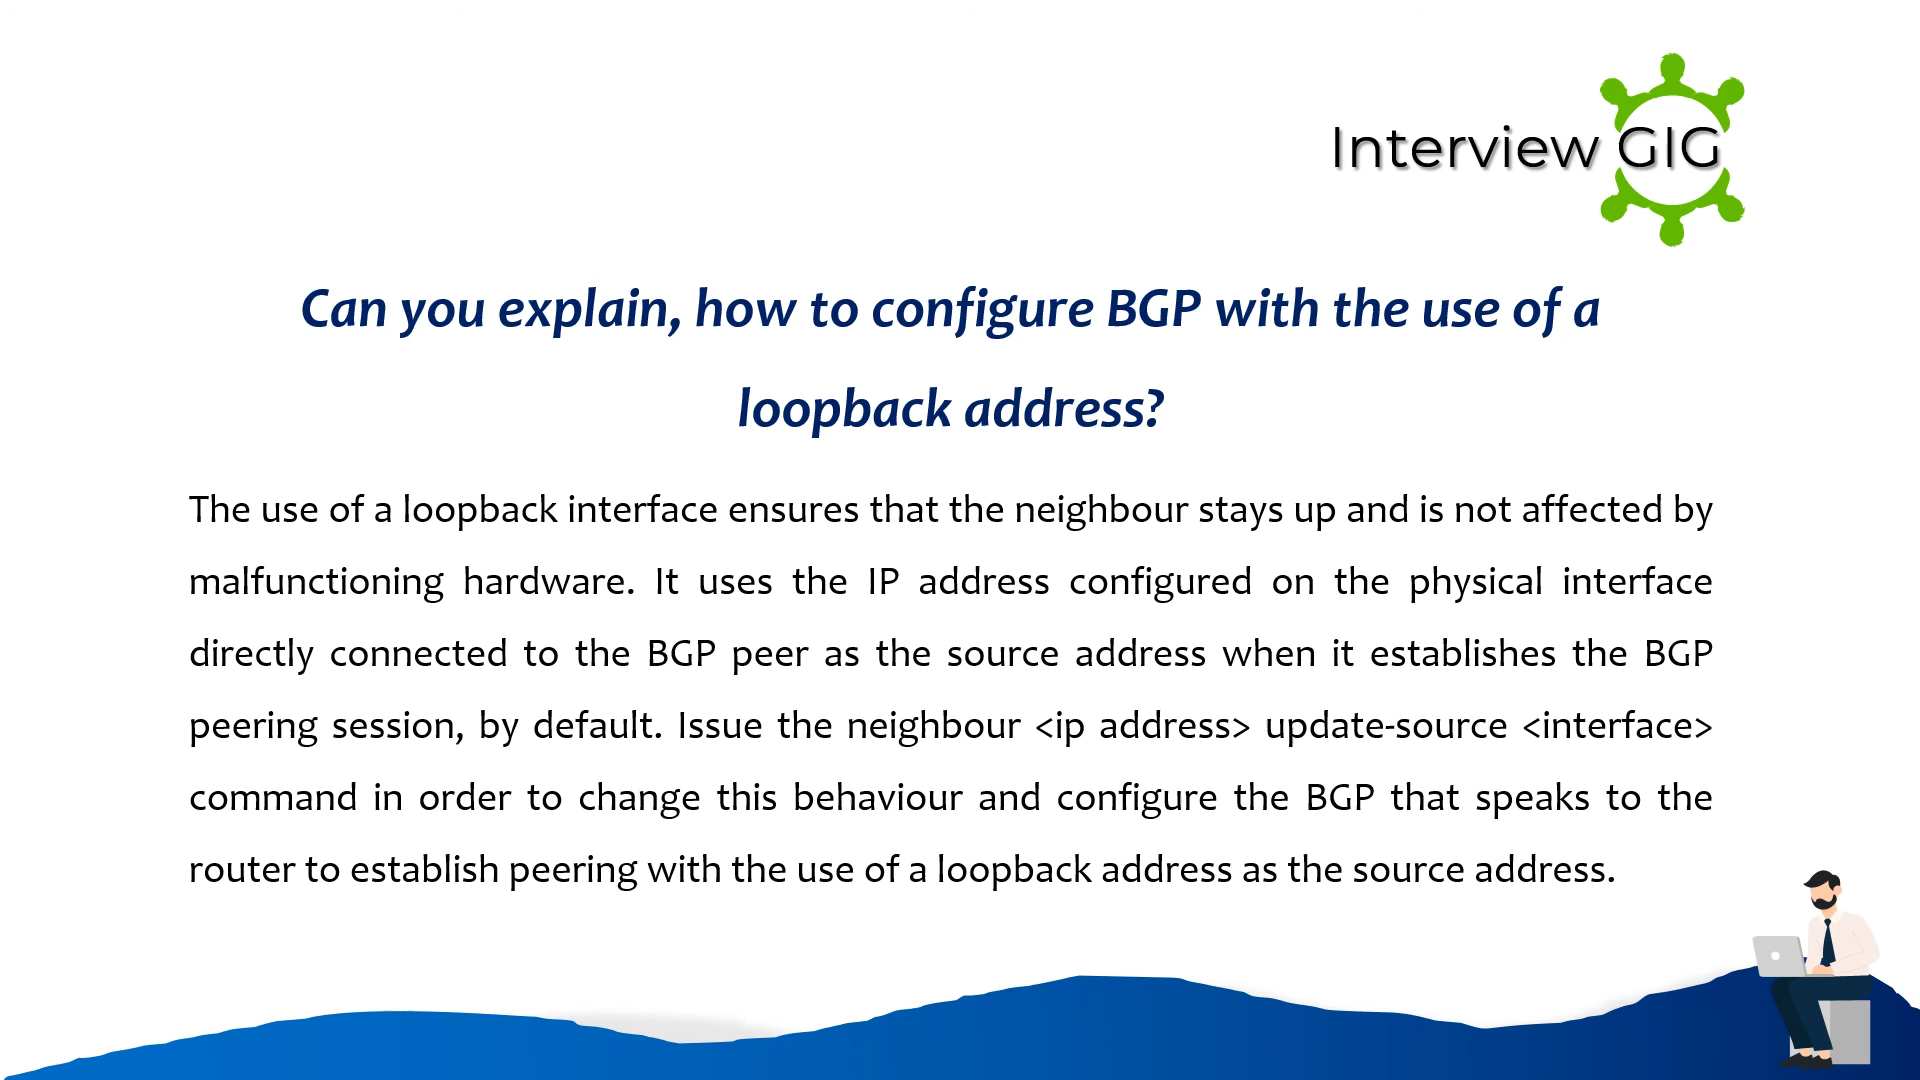 Interview GIG
Can you explain, how to configure BGP with the use of a
loopback address?
The use of a loopback interface ensures that the neighbour stays up and is not affected by
malfunctioning hardware. It uses the IP address configured on the physical interface
directly connected to the BGP peer as the source address when it establishes the BGP
peering session, by default. Issue the neighbour <ip address> update-source <interface>
command in order to change this behaviour and configure the BGP that speaks to the
router to establish peering with the use of a loopback address as the source address.